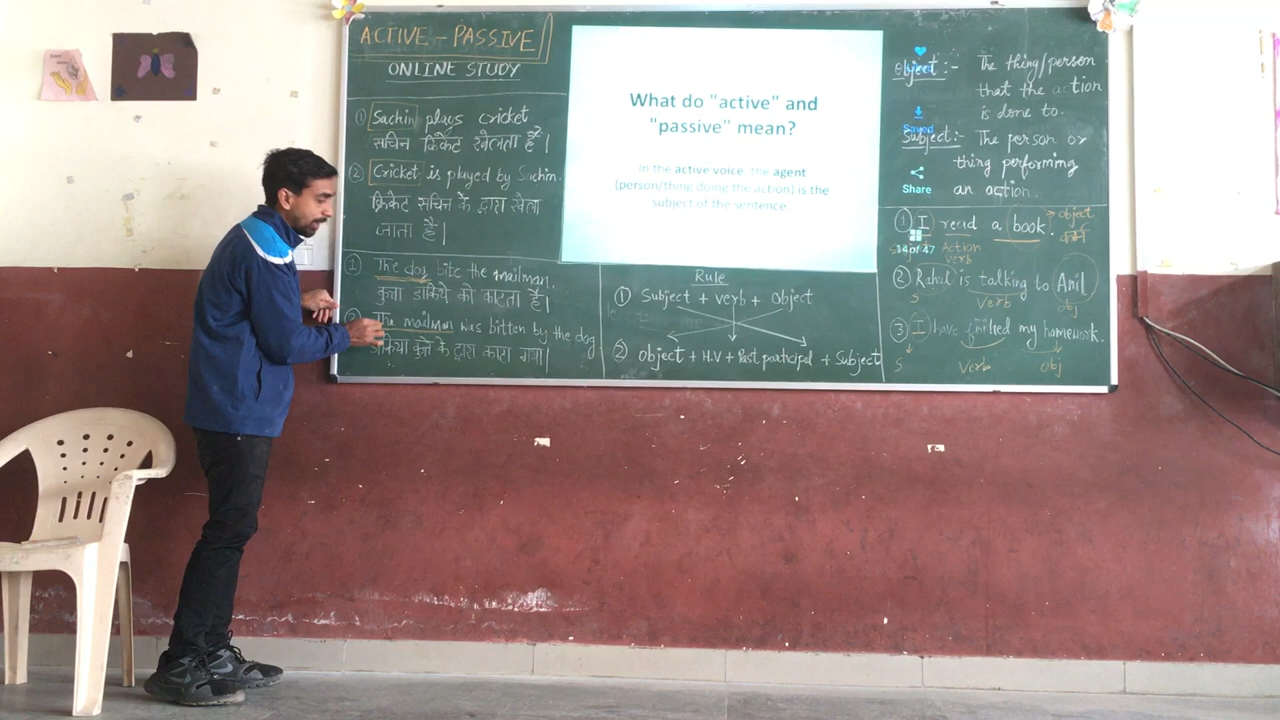 ACTIVE - PASSIVE
ONLINE STUDY
① Sachin plays cricket
सचिन क्रिकेट खेलता है।
② Cricket is played by Sachin.
क्रिकेट सचिन के द्वारा खेला
जाता है।
① The dog bite the mailman.
कुत्ता डाकिये को काटता है।
The mailman was bitten by the dog
डाकिया कुत्ते के द्वारा काटा गया।
What do "active" and
"passive" mean?
In the active voice, the agent
(person/thing doing the action) is the
subject of the sentence.
Rule
① Subject + verb + object
② Object + H.V + Past participal + Subject
Object :- The thing/person
that the action
is done to.
Saved
Subject:- The person or
thing performing
an action.
Share
① I read a book. object
14 of 47
Action
verb
② Rahul is talking to Anil
S Verb obj
③ I have my homework.
S Verb obj